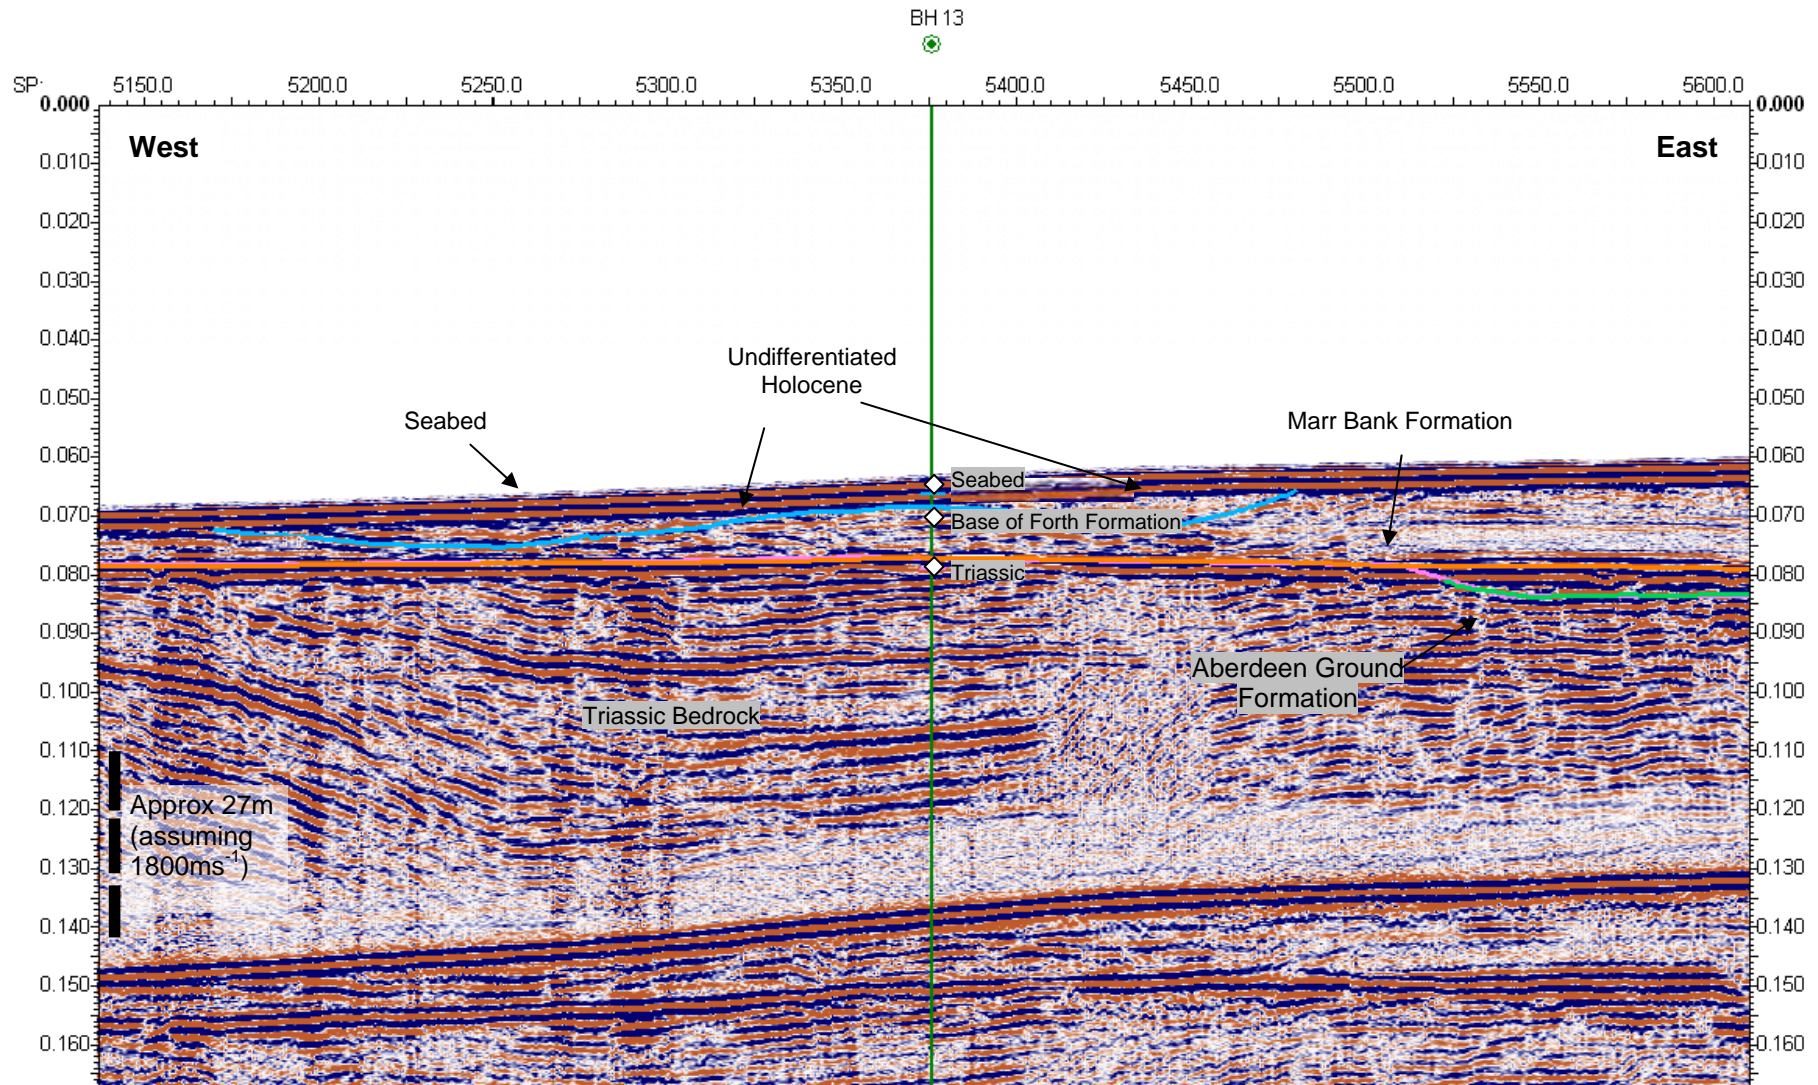 BH 13
SP: 5150.0 5200.0 5250.0 5300.0 5350.0 5400.0 5450.0 5500.0 5550.0 5600.0
0.000 0.000
West East
0.010 0.010
0.020 0.020
0.030 0.030
0.040 0.040
Undifferentiated
Holocene
0.050 0.050
Seabed Marr Bank Formation
0.060 0.060
Seabed
0.070 0.070
Base of Forth Formation
Triassic
0.080 0.080
0.090 0.090
Aberdeen Ground
Formation
0.100 0.100
Triassic Bedrock
0.110 0.110
Approx 27m
(assuming
1800ms-1)
0.120 0.120
0.130 0.130
0.140 0.140
0.150 0.150
0.160 0.160